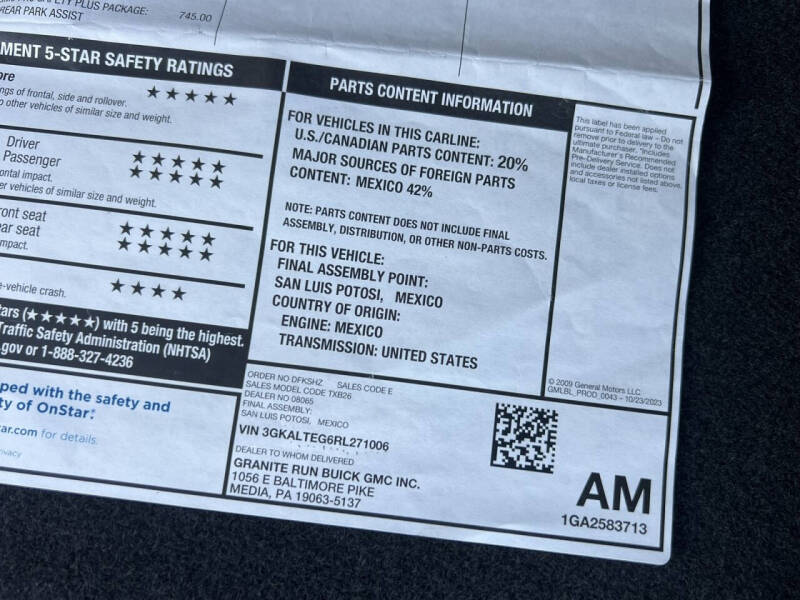 SAFETY PLUS PACKAGE:
REAR PARK ASSIST 745.00
MENT 5-STAR SAFETY RATINGS
ore ★★★★★
ngs of frontal, side and rollover.
o other vehicles of similar size and weight.
Driver ★★★★★
Passenger ★★★★★
ontal impact.
er vehicles of similar size and weight.
ront seat ★★★★★
ar seat ★★★★★
mpact.
-vehicle crash. ★★★★
ars (★★★★★) with 5 being the highest.
Traffic Safety Administration (NHTSA)
.gov or 1-888-327-4236
ped with the safety and
ty of OnStar.
ar.com for details.
ivacy
PARTS CONTENT INFORMATION
FOR VEHICLES IN THIS CARLINE:
U.S./CANADIAN PARTS CONTENT: 20%
MAJOR SOURCES OF FOREIGN PARTS
CONTENT: MEXICO 42%
NOTE: PARTS CONTENT DOES NOT INCLUDE FINAL
ASSEMBLY, DISTRIBUTION, OR OTHER NON-PARTS COSTS.
FOR THIS VEHICLE:
FINAL ASSEMBLY POINT:
SAN LUIS POTOSI, MEXICO
COUNTRY OF ORIGIN:
ENGINE: MEXICO
TRANSMISSION: UNITED STATES
This label has been applied
pursuant to Federal law – Do not
remove prior to delivery to the
ultimate purchaser. *Includes
Manufacturer's Recommended
Pre-Delivery Service. Does not
include dealer installed options
and accessories not listed above,
local taxes or license fees.
© 2009 General Motors LLC
GMLBL_PROD_0043 - 10/23/2023
ORDER NO DFKSHZ SALES CODE E
SALES MODEL CODE TXB26
DEALER NO 08065
FINAL ASSEMBLY:
SAN LUIS POTOSI, MEXICO
VIN 3GKALTEG6RL271006
DEALER TO WHOM DELIVERED
GRANITE RUN BUICK GMC INC.
1056 E BALTIMORE PIKE
MEDIA, PA 19063-5137
AM
1GA2583713